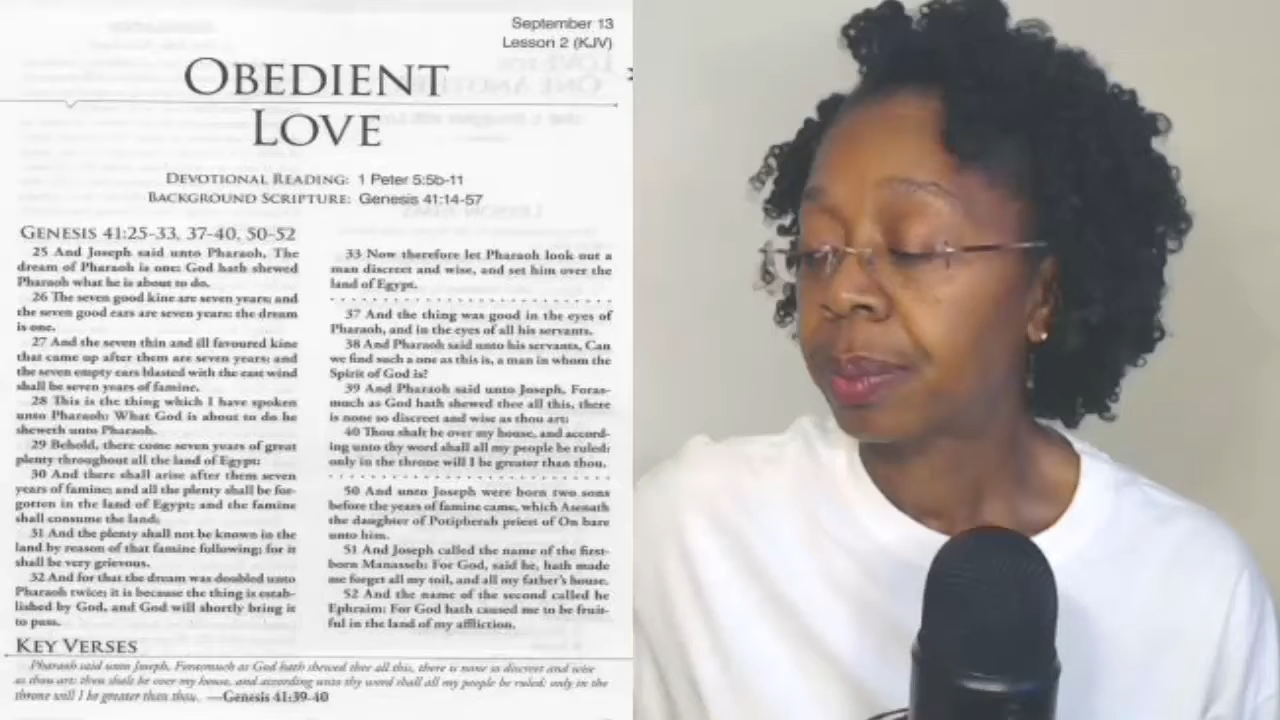 September 13
Lesson 2 (KJV)
OBEDIENT
LOVE
DEVOTIONAL READING: 1 Peter 5:5b-11
BACKGROUND SCRIPTURE: Genesis 41:14-57
GENESIS 41:25-33, 37-40, 50-52
25 And Joseph said unto Pharaoh, The
dream of Pharaoh is one: God hath shewed
Pharaoh what he is about to do.
26 The seven good kine are seven years; and
the seven good ears are seven years: the dream
is one.
27 And the seven thin and ill favoured kine
that came up after them are seven years; and
the seven empty ears blasted with the east wind
shall be seven years of famine.
28 This is the thing which I have spoken
unto Pharaoh: What God is about to do he
sheweth unto Pharaoh.
29 Behold, there come seven years of great
plenty throughout all the land of Egypt:
30 And there shall arise after them seven
years of famine; and all the plenty shall be for-
gotten in the land of Egypt; and the famine
shall consume the land;
31 And the plenty shall not be known in the
land by reason of that famine following; for it
shall be very grievous.
32 And for that the dream was doubled unto
Pharaoh twice; it is because the thing is estab-
lished by God, and God will shortly bring it
to pass.
33 Now therefore let Pharaoh look out a
man discreet and wise, and set him over the
land of Egypt.
37 And the thing was good in the eyes of
Pharaoh, and in the eyes of all his servants.
38 And Pharaoh said unto his servants, Can
we find such a one as this is, a man in whom the
Spirit of God is?
39 And Pharaoh said unto Joseph, Foras-
much as God hath shewed thee all this, there
is none so discreet and wise as thou art:
40 Thou shalt be over my house, and accord-
ing unto thy word shall all my people be ruled:
only in the throne will I be greater than thou.
50 And unto Joseph were born two sons
before the years of famine came, which Asenath
the daughter of Potipherah priest of On bare
unto him.
51 And Joseph called the name of the first-
born Manasseh: For God, said he, hath made
me forget all my toil, and all my father's house.
52 And the name of the second called he
Ephraim: For God hath caused me to be fruit-
ful in the land of my affliction.
KEY VERSES
Pharaoh said unto Joseph, Forasmuch as God hath shewed thee all this, there is none so discreet and wise
as thou art: thou shalt be over my house, and according unto thy word shall all my people be ruled: only in the
throne will I be greater than thou. —Genesis 41:39-40